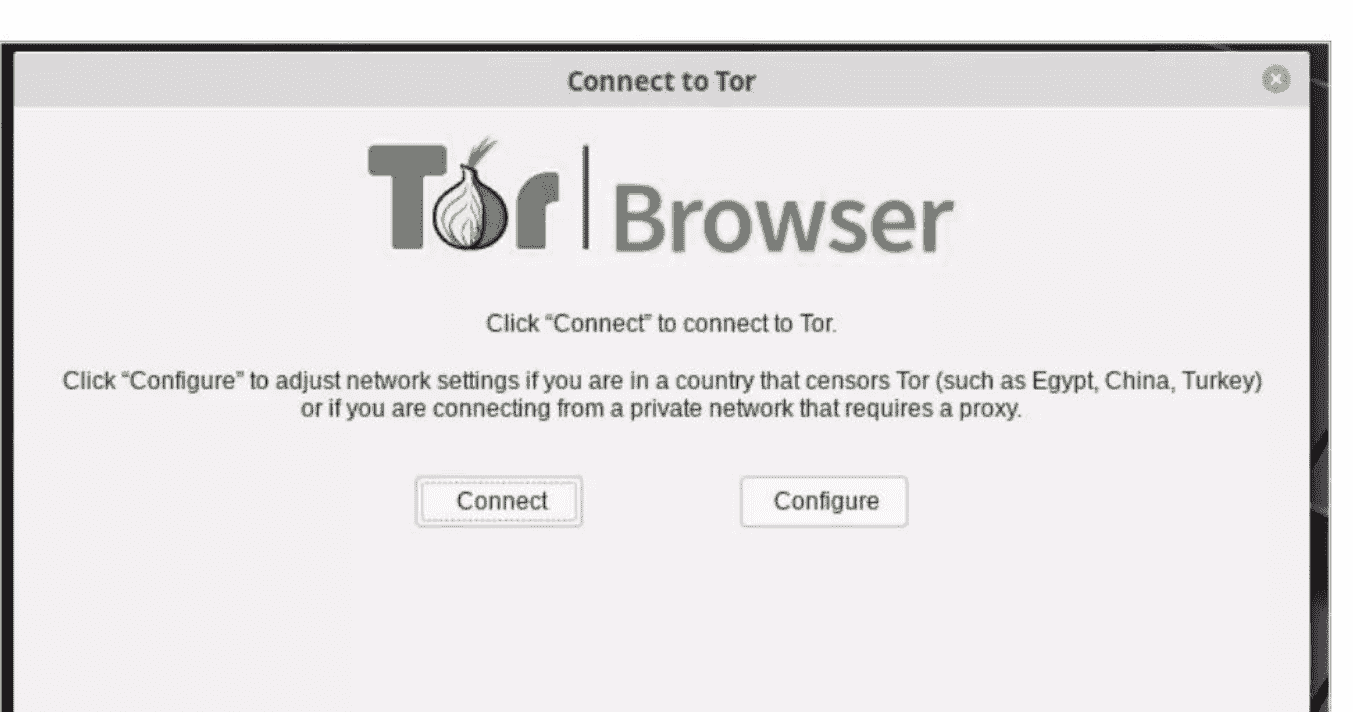 Connect to Tor
Tor Browser
Click “Connect” to connect to Tor.
Click “Configure” to adjust network settings if you are in a country that censors Tor (such as Egypt, China, Turkey)
or if you are connecting from a private network that requires a proxy.
Connect Configure